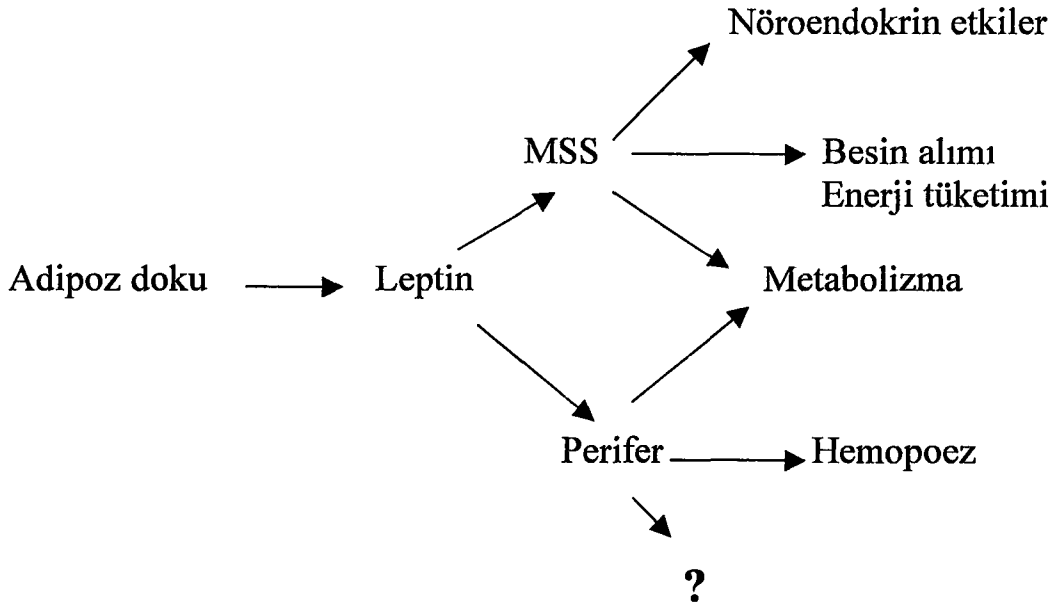 Nöroendokrin etkiler
MSS
Besin alımı
Enerji tüketimi
Adipoz doku
Leptin
Metabolizma
Perifer
Hemopoez
?